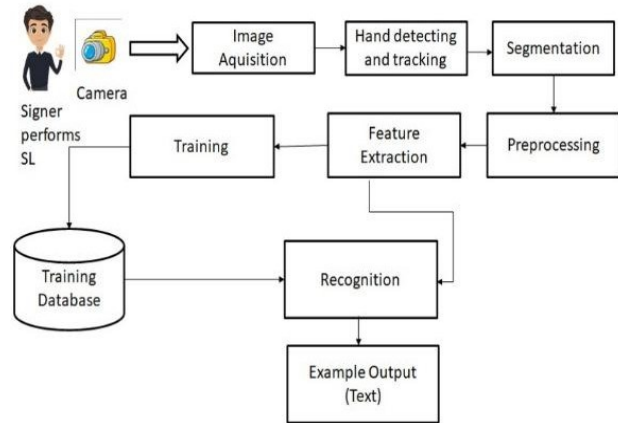 Signer
performs
SL
Camera
Image
Aquisition
Hand detecting
and tracking
Segmentation
Preprocessing
Feature
Extraction
Training
Training
Database
Recognition
Example Output
(Text)